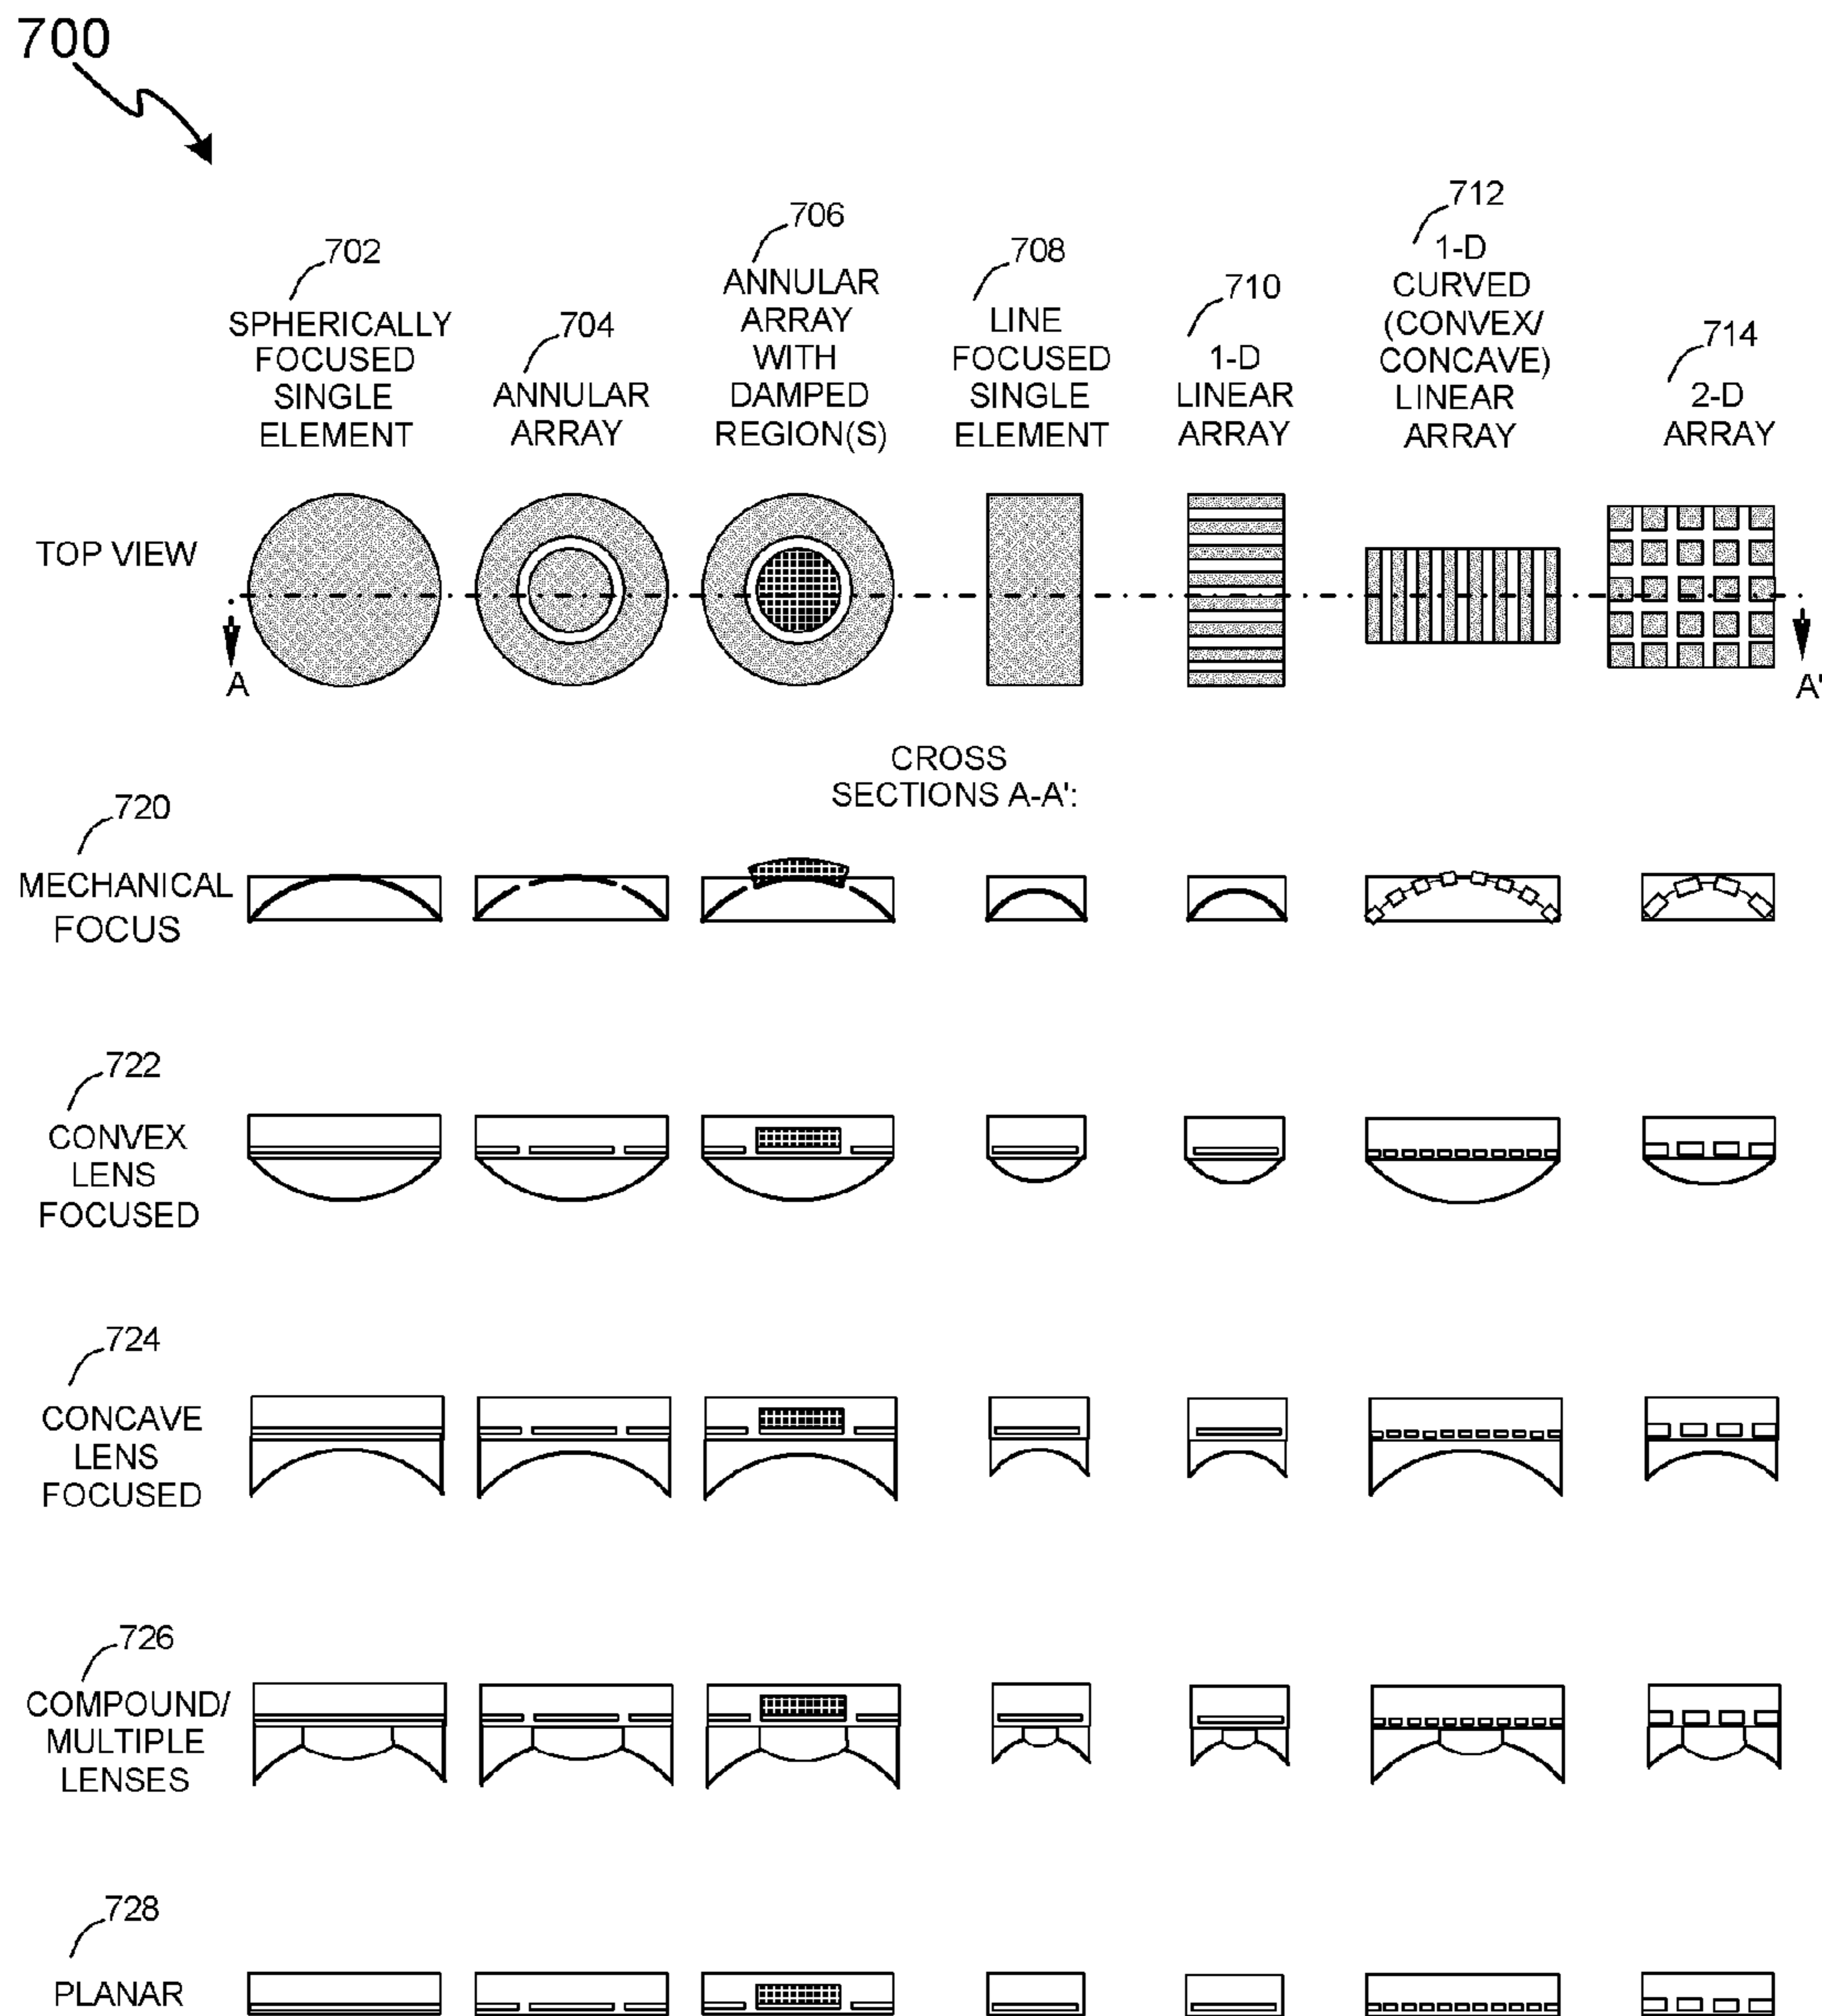 700
702
SPHERICALLY
FOCUSED
SINGLE
ELEMENT
704
ANNULAR
ARRAY
706
ANNULAR
ARRAY
WITH
DAMPED
REGION(S)
708
LINE
FOCUSED
SINGLE
ELEMENT
710
1-D
LINEAR
ARRAY
712
1-D
CURVED
(CONVEX/
CONCAVE)
LINEAR
ARRAY
714
2-D
ARRAY
TOP VIEW
A
A'
CROSS
SECTIONS A-A':
720
MECHANICAL
FOCUS
722
CONVEX
LENS
FOCUSED
724
CONCAVE
LENS
FOCUSED
726
COMPOUND/
MULTIPLE
LENSES
728
PLANAR